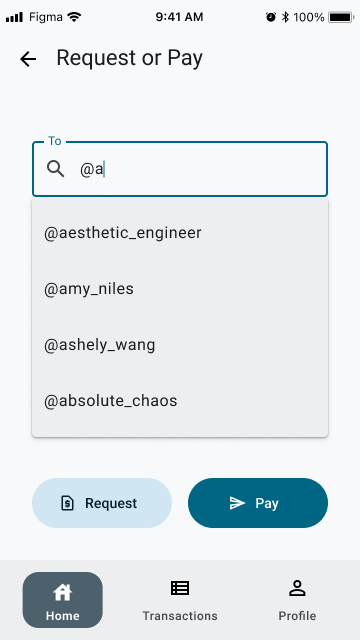 Figma 9:41 AM 100%
Request or Pay
To
@a
@aesthetic_engineer
@amy_niles
@ashely_wang
@absolute_chaos
Request Pay
Home Transactions Profile